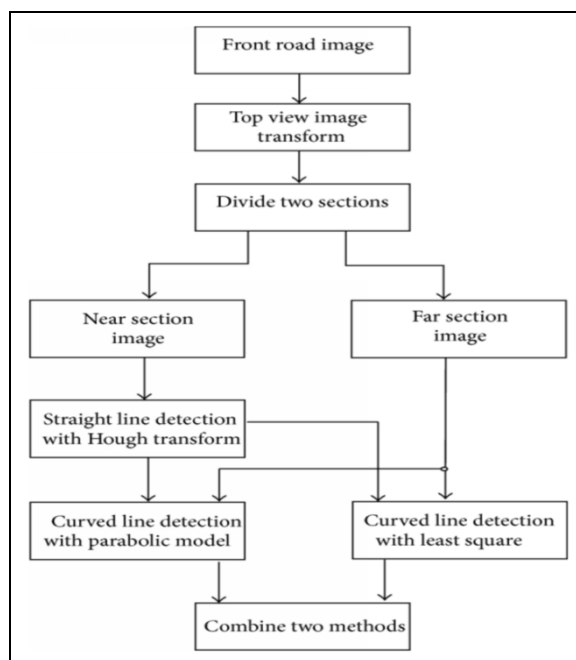 Front road image
Top view image
transform
Divide two sections
Near section
image
Far section
image
Straight line detection
with Hough transform
Curved line detection
with parabolic model
Curved line detection
with least square
Combine two methods